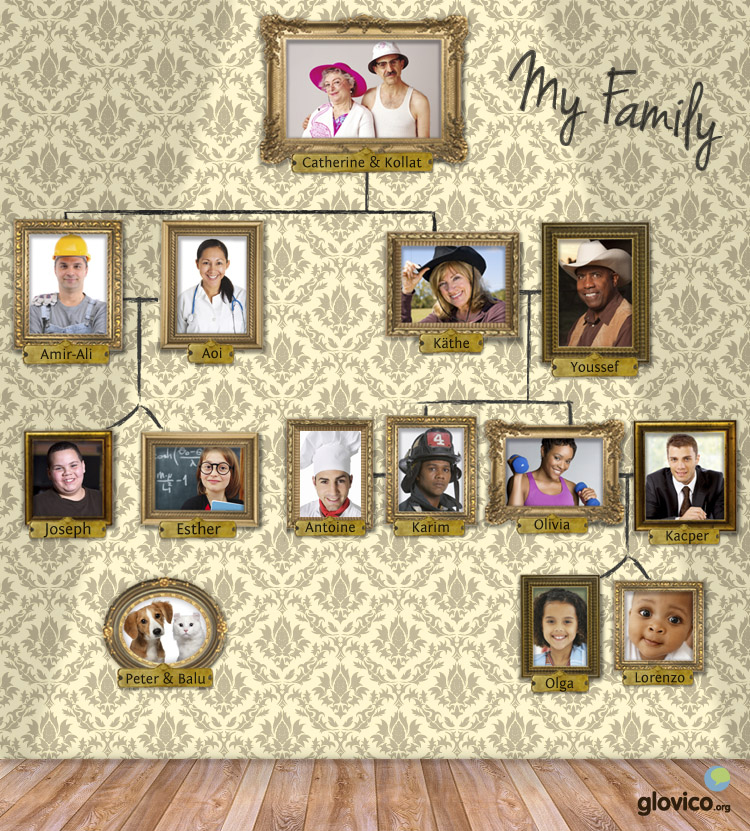 My Family
Catherine & Kollat
Amir-Ali
Aoi
Käthe
Youssef
Joseph
Esther
Antoine
Karim
Olivia
Kacper
4
Peter & Balu
Olga
Lorenzo
glovico.org